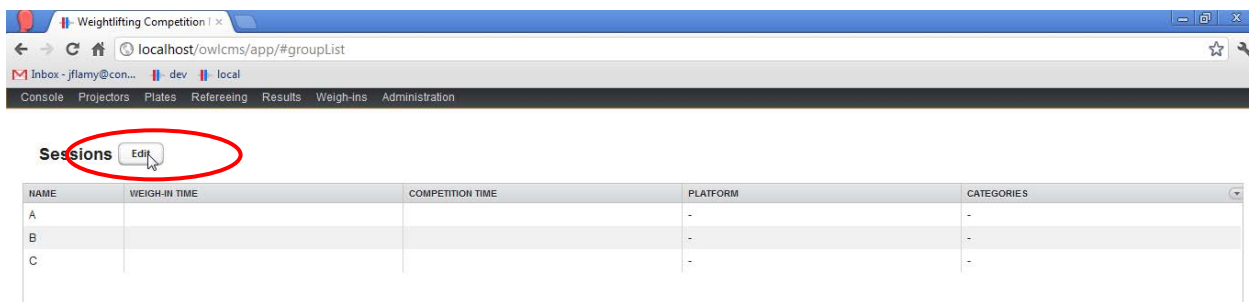 Weightlifting Competition
localhost/owlcms/app/#groupList
Inbox - jflamy@con... dev local
Console Projectors Plates Refereeing Results Weigh-ins Administration
Sessions Edit
NAME WEIGH-IN TIME COMPETITION TIME PLATFORM CATEGORIES
A - -
B - -
C - -